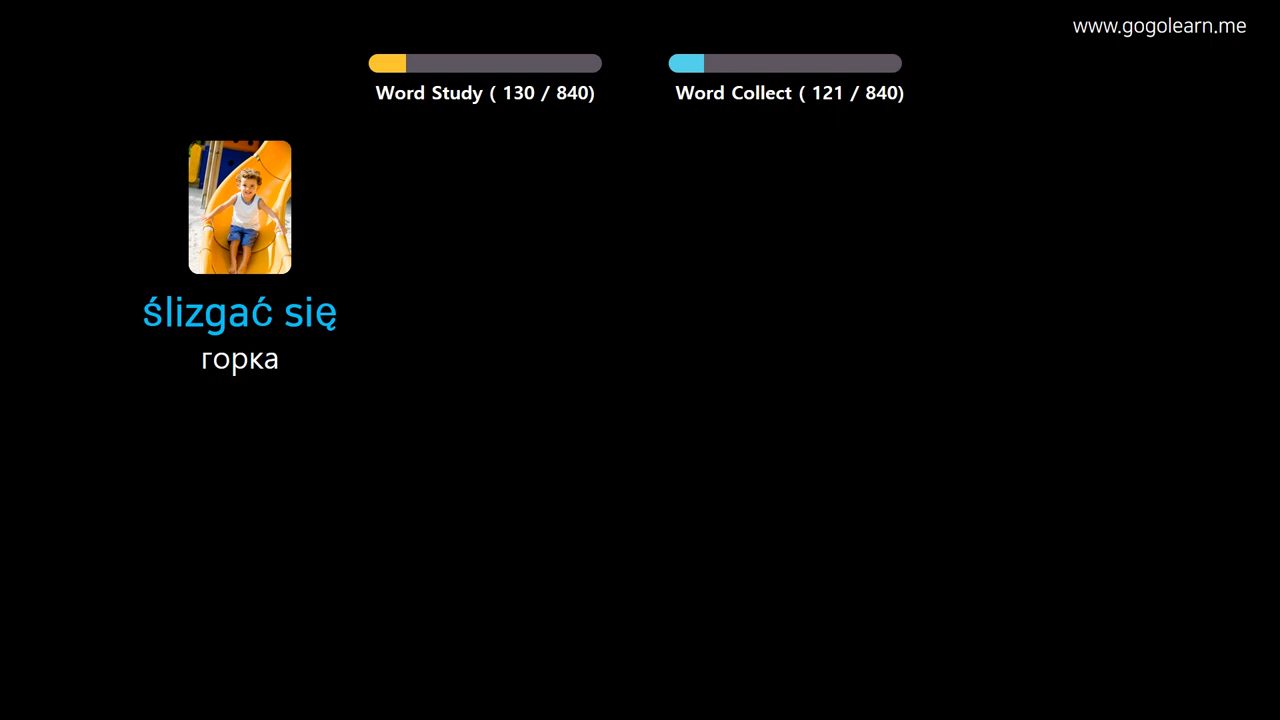 www.gogolearn.me
Word Study ( 130 / 840)
Word Collect ( 121 / 840)
ślizgać się
горка